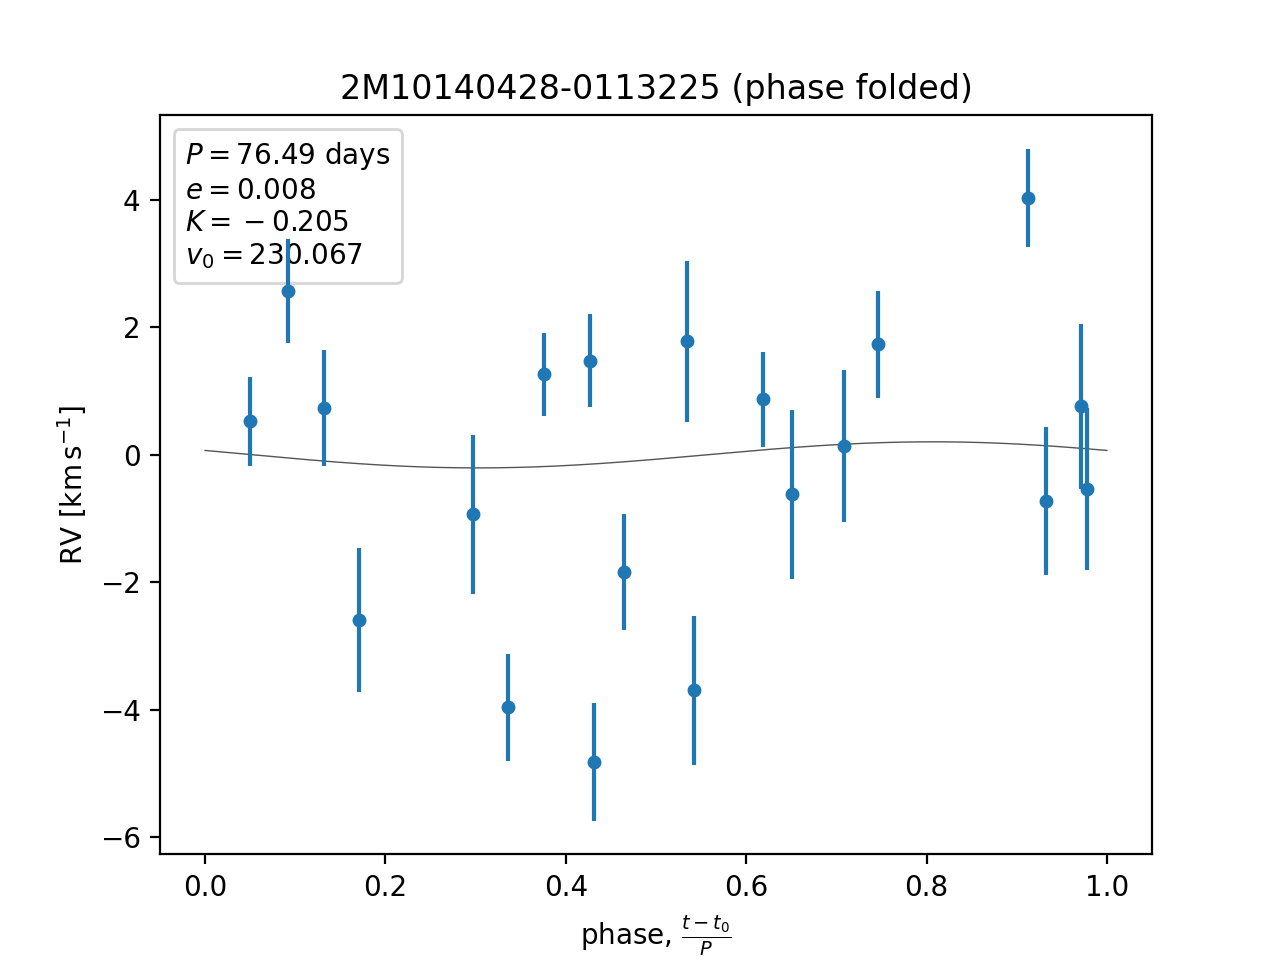 2M10140428-0113225 (phase folded)
P = 76.49 days
e = 0.008
K = −0.205
v₀ = 230.067
4
2
0
−2
−4
−6
RV [km s⁻¹]
0.0 0.2 0.4 0.6 0.8 1.0
phase, (t − t₀)/P